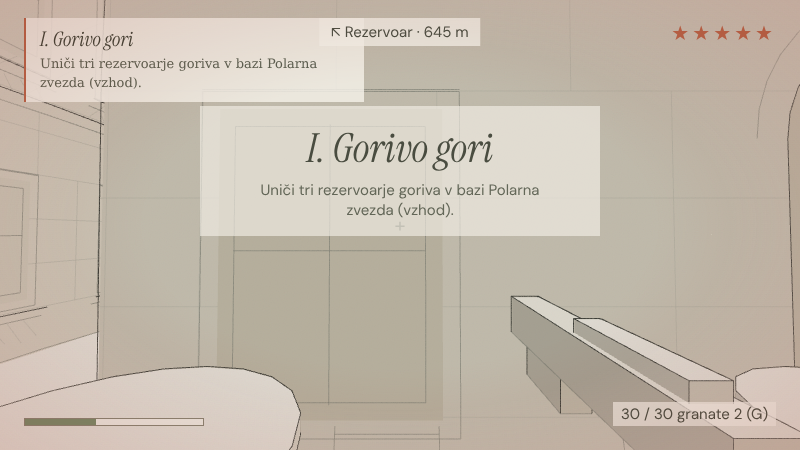 I. Gorivo gori
Uniči tri rezervoarje goriva v bazi Polarna
zvezda (vzhod).
↖ Rezervoar · 645 m
★★★★★
I. Gorivo gori
Uniči tri rezervoarje goriva v bazi Polarna
zvezda (vzhod).
30 / 30 granate 2 (G)